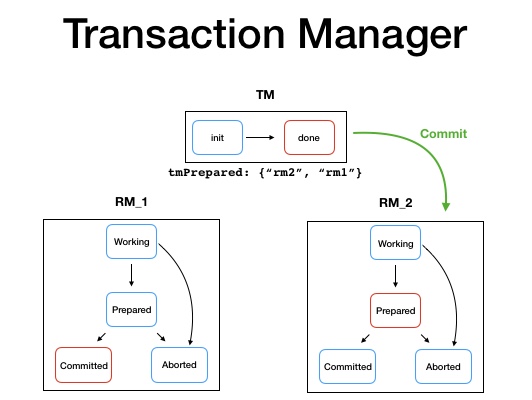 Transaction Manager
TM
init
done
Commit
tmPrepared: {“rm2”, “rm1”}
RM_1
Working
Prepared
Committed
Aborted
RM_2
Working
Prepared
Committed
Aborted